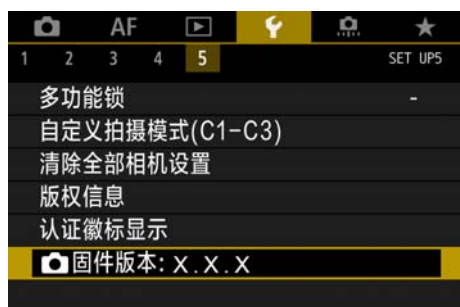 AF
1 2 3 4 5 SET UP5
多功能锁 -
自定义拍摄模式(C1-C3)
清除全部相机设置
版权信息
认证徽标显示
固件版本: X.X.X